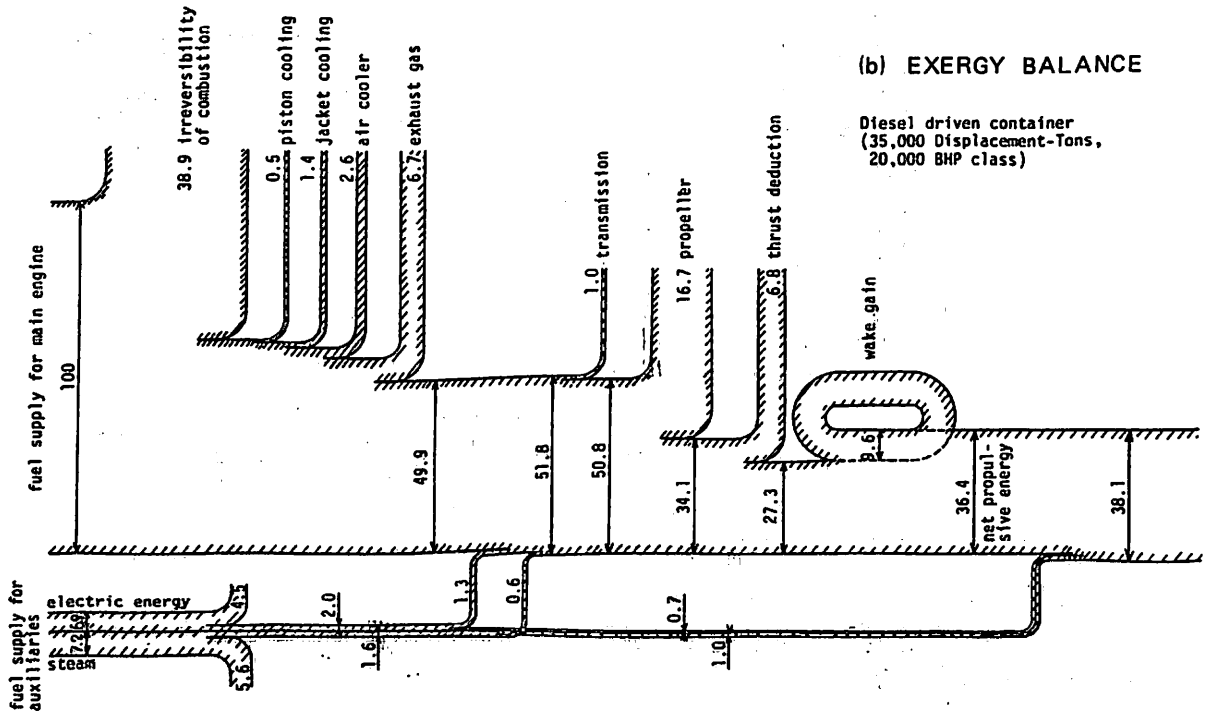 (b) EXERGY BALANCE
Diesel driven container
(35,000 Displacement-Tons,
20,000 BHP class)
fuel supply for main engine
100
38.9 irreversibility
of combustion
0.5 piston cooling
1.4 jacket cooling
2.6 air cooler
6.7 exhaust gas
1.0 transmission
16.7 propeller
6.8 thrust deduction
wake gain
9.6
49.9
51.8
50.8
34.1
27.3
36.4
net propul-
sive energy
38.1
fuel supply for
auxiliaries
electric energy
steam
7.2
4.5
5.6
2.0
1.6
1.3
0.6
0.7
1.0